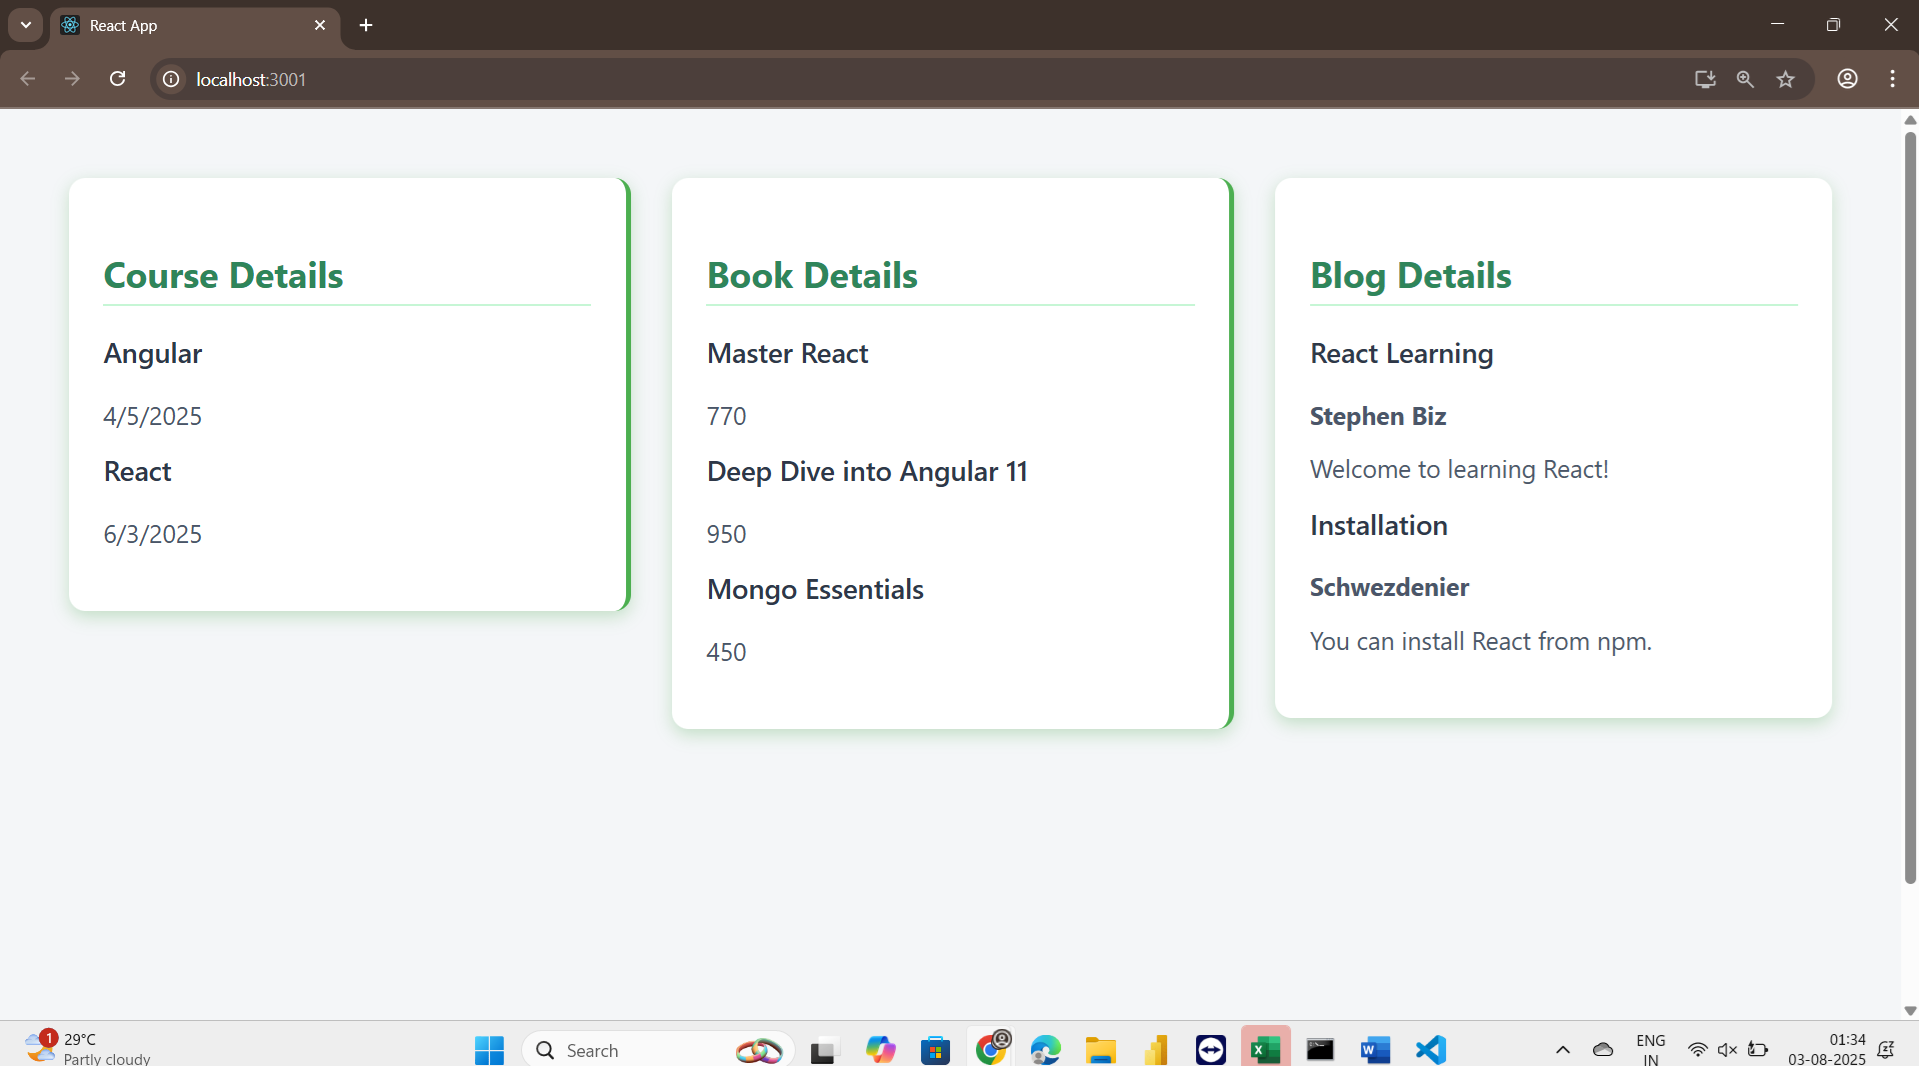 React App
localhost:3001
Course Details
Angular
4/5/2025
React
6/3/2025
Book Details
Master React
770
Deep Dive into Angular 11
950
Mongo Essentials
450
Blog Details
React Learning
Stephen Biz
Welcome to learning React!
Installation
Schwezdenier
You can install React from npm.
1
29°C
Partly cloudy
Search
ENG
IN
01:34
03-08-2025